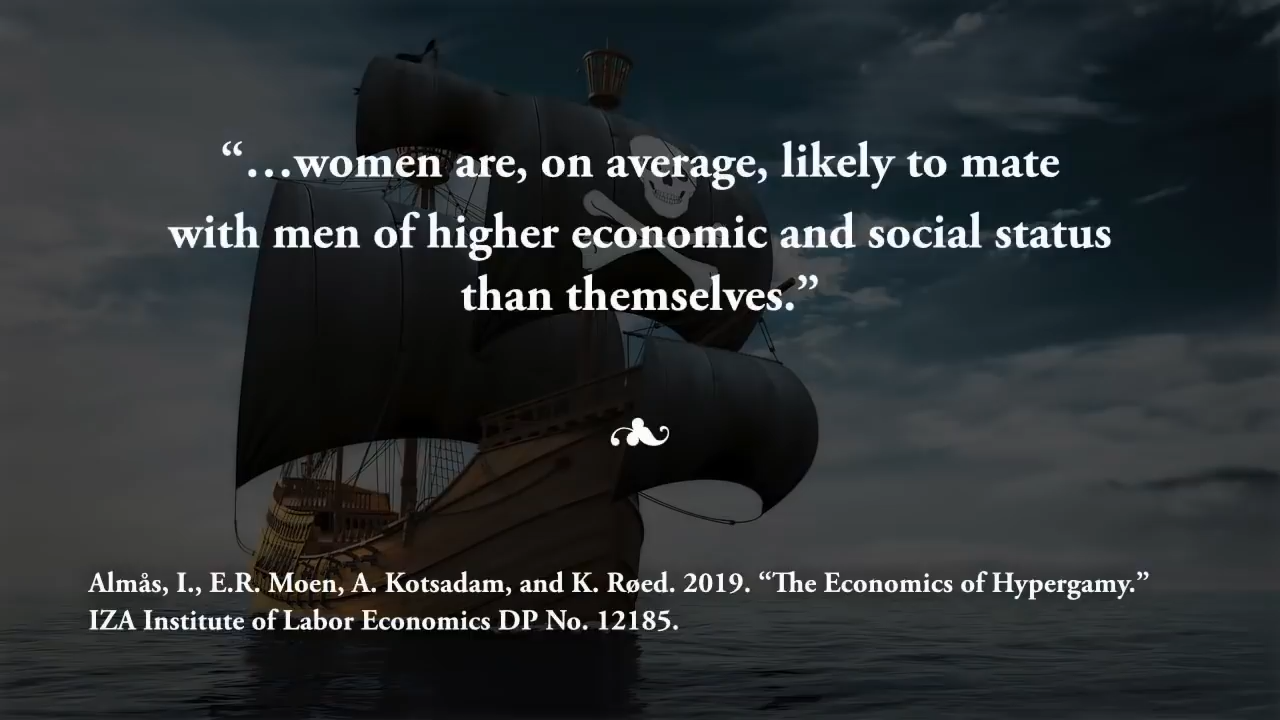 “…women are, on average, likely to mate
with men of higher economic and social status
than themselves.”
Almås, I., E.R. Moen, A. Kotsadam, and K. Røed. 2019. “The Economics of Hypergamy.”
IZA Institute of Labor Economics DP No. 12185.